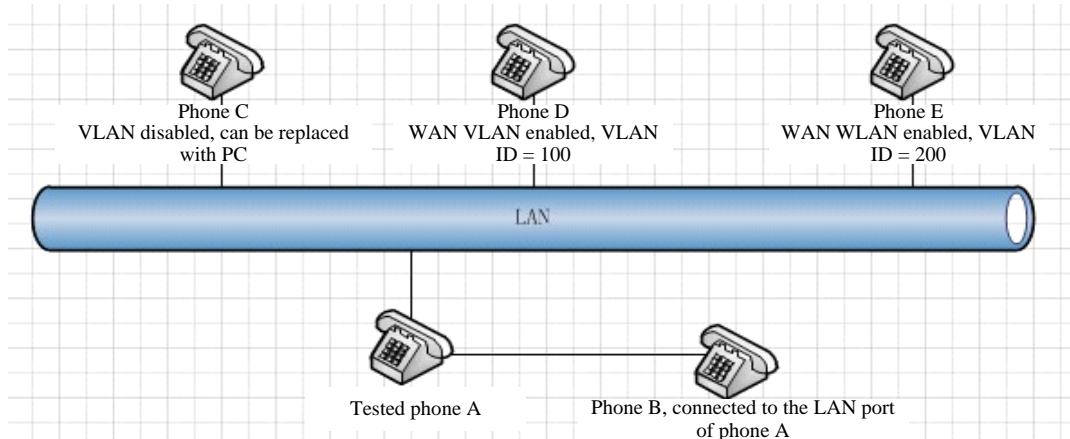 Phone C
VLAN disabled, can be replaced
with PC
Phone D
WAN VLAN enabled, VLAN
ID = 100
Phone E
WAN WLAN enabled, VLAN
ID = 200
LAN
Tested phone A
Phone B, connected to the LAN port
of phone A